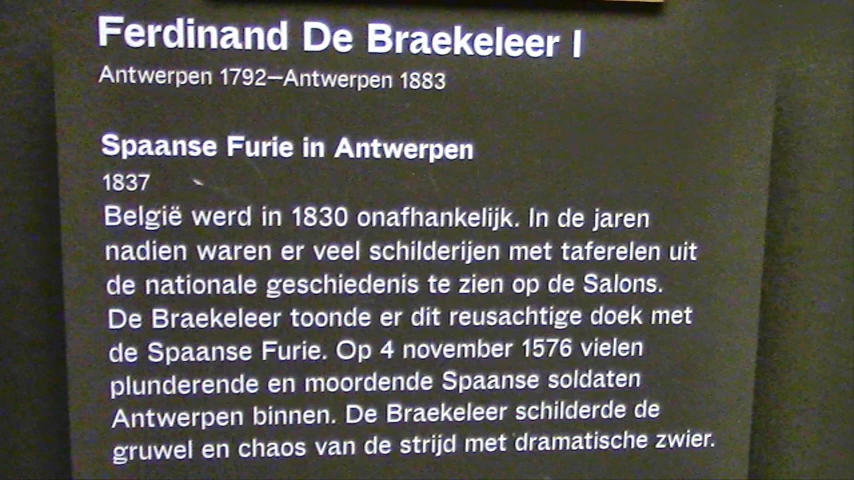 Ferdinand De Braekeleer I
Antwerpen 1792–Antwerpen 1883
Spaanse Furie in Antwerpen
1837
België werd in 1830 onafhankelijk. In de jaren
nadien waren er veel schilderijen met taferelen uit
de nationale geschiedenis te zien op de Salons.
De Braekeleer toonde er dit reusachtige doek met
de Spaanse Furie. Op 4 november 1576 vielen
plunderende en moordende Spaanse soldaten
Antwerpen binnen. De Braekeleer schilderde de
gruwel en chaos van de strijd met dramatische zwier.